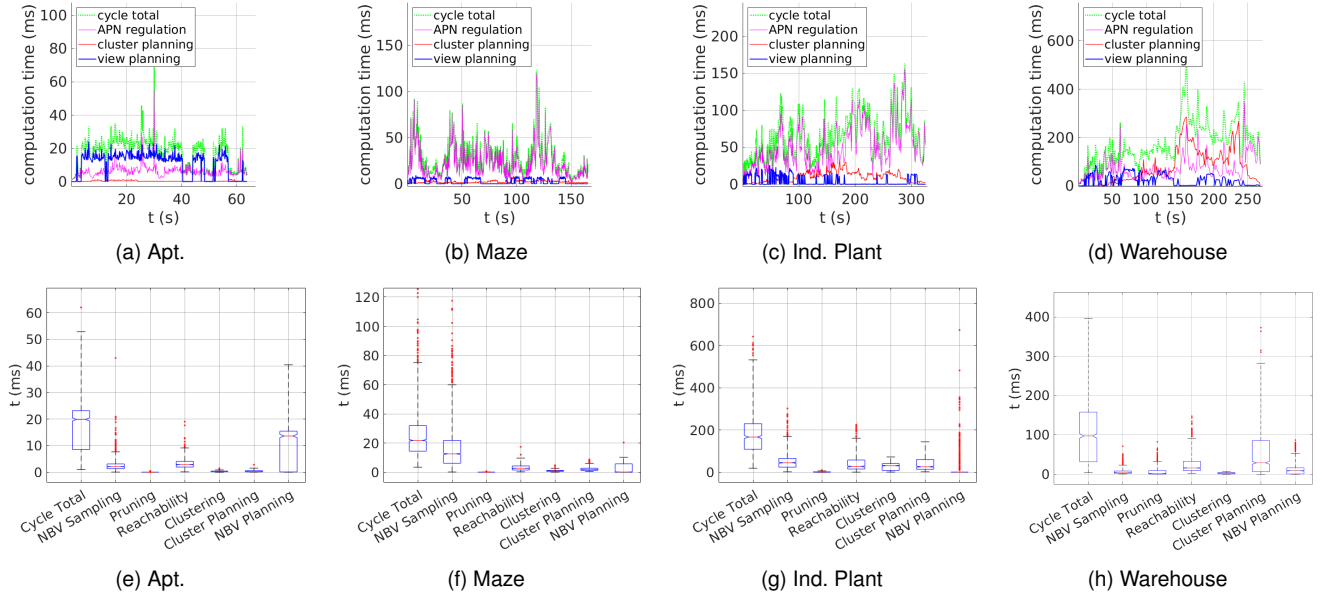 computation time (ms)
100
80
60
40
20
0
cycle total
APN regulation
cluster planning
view planning
20
40
60
t (s)
(a) Apt.
computation time (ms)
150
100
50
0
cycle total
APN regulation
cluster planning
view planning
50
100
150
t (s)
(b) Maze
computation time (ms)
200
150
100
50
0
cycle total
APN regulation
cluster planning
view planning
100
200
300
t (s)
(c) Ind. Plant
computation time (ms)
600
400
200
0
cycle total
APN regulation
cluster planning
view planning
50
100
150
200
250
t (s)
(d) Warehouse
t (ms)
60
50
40
30
20
10
0
Cycle Total
NBV Sampling
Pruning
Reachability
Clustering
Cluster Planning
NBV Planning
(e) Apt.
t (ms)
120
100
80
60
40
20
0
Cycle Total
NBV Sampling
Pruning
Reachability
Clustering
Cluster Planning
NBV Planning
(f) Maze
t (ms)
800
600
400
200
0
Cycle Total
NBV Sampling
Pruning
Reachability
Clustering
Cluster Planning
NBV Planning
(g) Ind. Plant
t (ms)
400
300
200
100
0
Cycle Total
NBV Sampling
Pruning
Reachability
Clustering
Cluster Planning
NBV Planning
(h) Warehouse